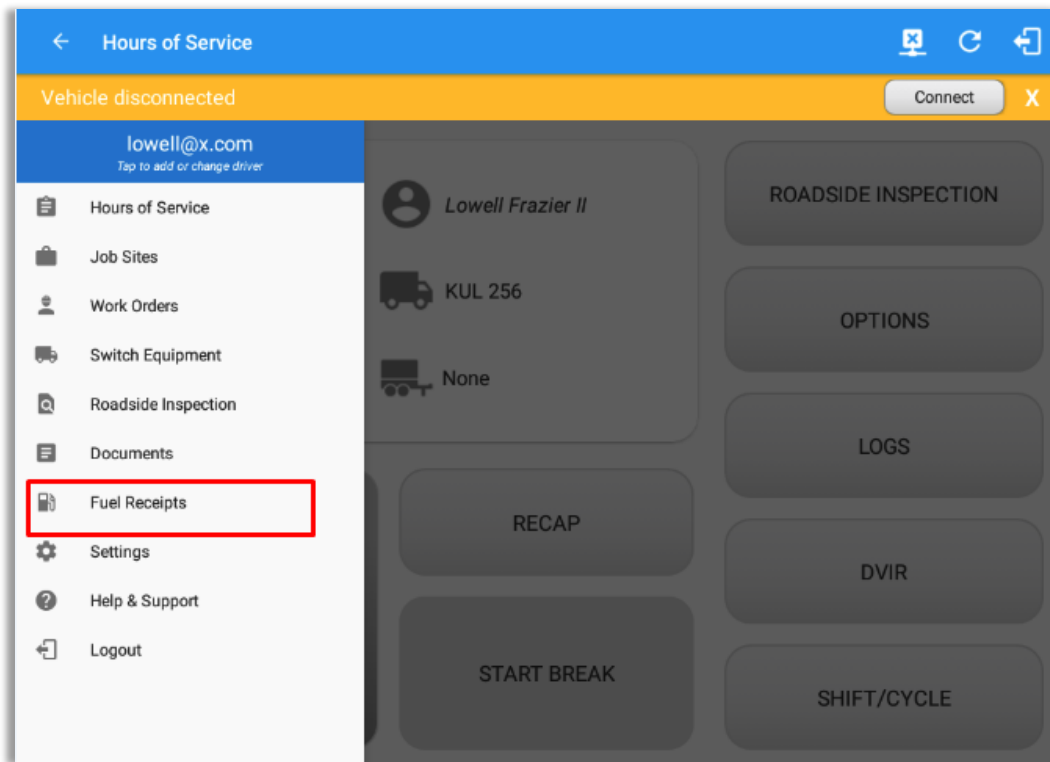 Hours of Service
Vehicle disconnected
Connect
X
lowell@x.com
Tap to add or change driver
Hours of Service
Job Sites
Work Orders
Switch Equipment
Roadside Inspection
Documents
Fuel Receipts
Settings
Help & Support
Logout
Lowell Frazier II
KUL 256
None
RECAP
START BREAK
ROADSIDE INSPECTION
OPTIONS
LOGS
DVIR
SHIFT/CYCLE